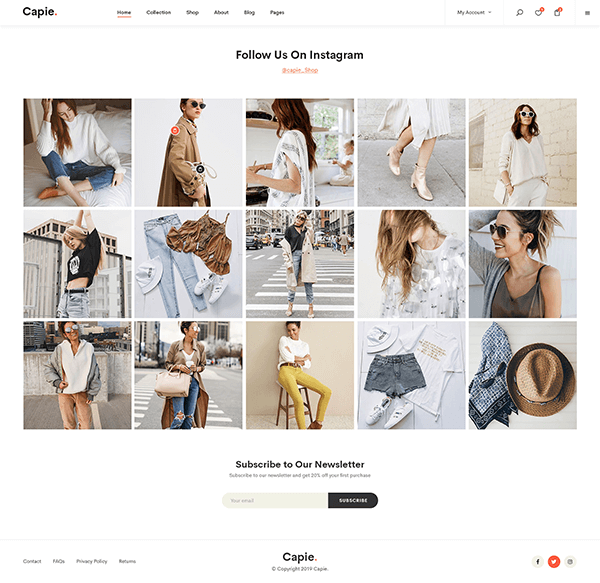 Capie.
Home Collection Shop About Blog Pages
My Account
Follow Us On Instagram
@capie_Shop
Subscribe to Our Newsletter
Subscribe to our newsletter and get 20% off your first purchase
Your email
SUBSCRIBE
Contact FAQs Privacy Policy Returns
Capie.
© Copyright 2019 Capie.